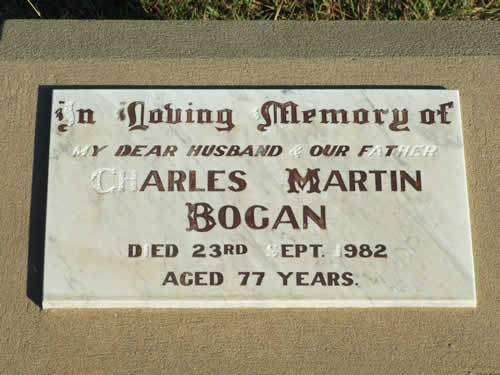 In Loving Memory of
MY DEAR HUSBAND & OUR FATHER
CHARLES MARTIN
BOGAN
DIED 23RD SEPT. 1982
AGED 77 YEARS.